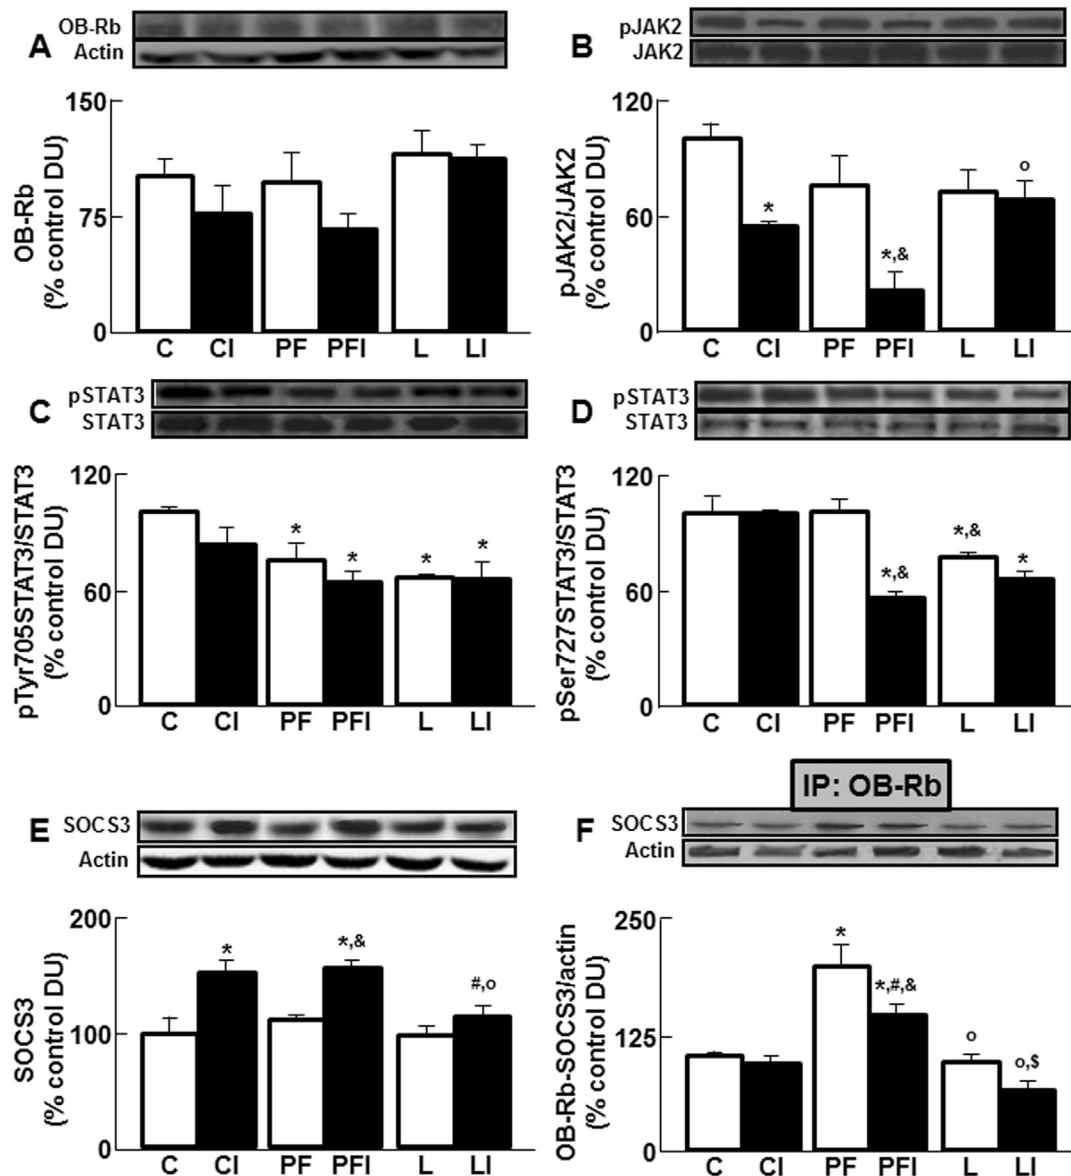 A
OB-Rb
Actin
OB-Rb
(% control DU)
150
75
0
C CI PF PFI L LI
B
pJAK2
JAK2
pJAK2/JAK2
(% control DU)
120
60
0
*
*,&
o
C CI PF PFI L LI
C
pSTAT3
STAT3
pTyr705STAT3/STAT3
(% control DU)
120
60
0
* * * *
C CI PF PFI L LI
D
pSTAT3
STAT3
pSer727STAT3/STAT3
(% control DU)
120
60
0
*,&
*,&
*
C CI PF PFI L LI
E
SOCS3
Actin
SOCS3
(% control DU)
200
100
0
*
*,&
#,o
C CI PF PFI L LI
IP: OB-Rb
F
SOCS3
Actin
OB-Rb-SOCS3/actin
(% control DU)
250
125
0
*
*,#,&
o
o,$
C CI PF PFI L LI